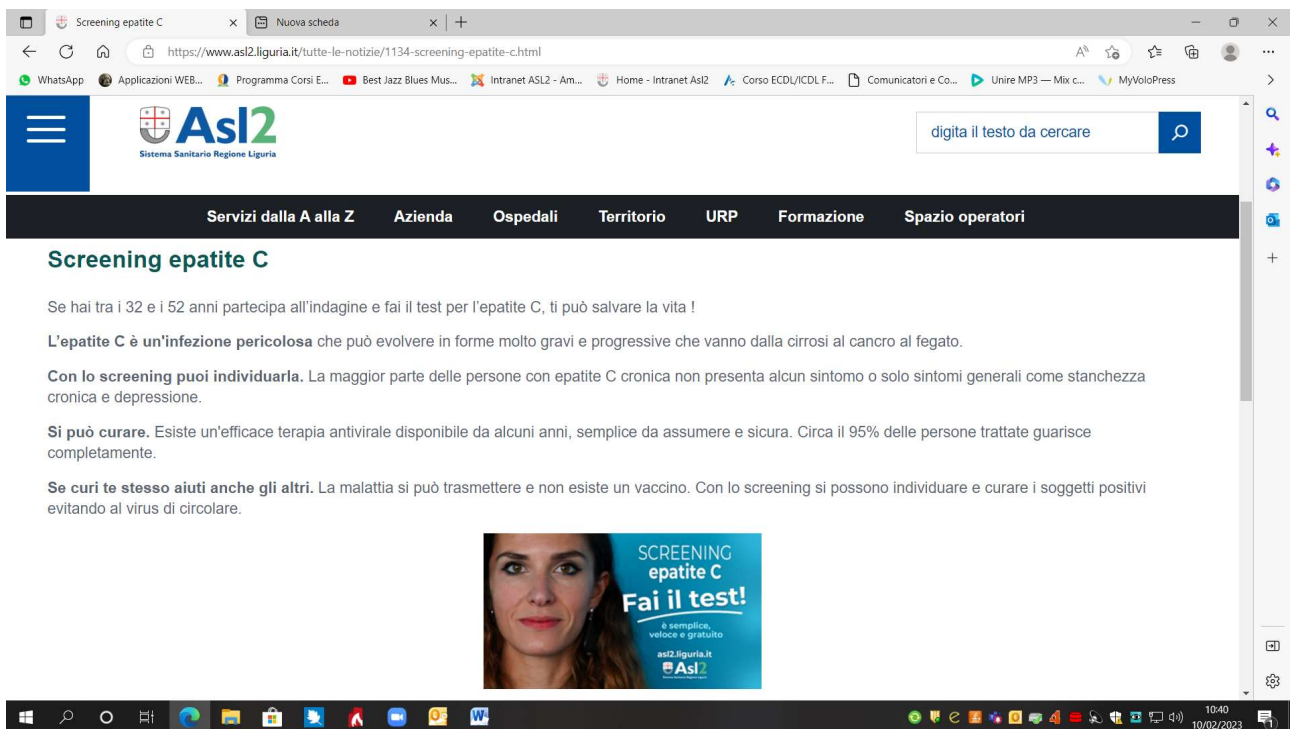 Screening epatite C
Nuova scheda
https://www.asl2.liguria.it/tutte-le-notizie/1134-screening-epatite-c.html
WhatsApp Applicazioni WEB... Programma Corsi E... Best Jazz Blues Mus... Intranet ASL2 - Am... Home - Intranet Asl2 Corso ECDL/ICDL F... Comunicatori e Co... Unire MP3 — Mix c... MyVoloPress
Asl2
Sistema Sanitario Regione Liguria
digita il testo da cercare
Servizi dalla A alla Z Azienda Ospedali Territorio URP Formazione Spazio operatori
Screening epatite C
Se hai tra i 32 e i 52 anni partecipa all'indagine e fai il test per l'epatite C, ti può salvare la vita !
L'epatite C è un'infezione pericolosa che può evolvere in forme molto gravi e progressive che vanno dalla cirrosi al cancro al fegato.
Con lo screening puoi individuarla. La maggior parte delle persone con epatite C cronica non presenta alcun sintomo o solo sintomi generali come stanchezza
cronica e depressione.
Si può curare. Esiste un'efficace terapia antivirale disponibile da alcuni anni, semplice da assumere e sicura. Circa il 95% delle persone trattate guarisce
completamente.
Se curi te stesso aiuti anche gli altri. La malattia si può trasmettere e non esiste un vaccino. Con lo screening si possono individuare e curare i soggetti positivi
evitando al virus di circolare.
SCREENING
epatite C
Fai il test!
è semplice,
veloce e gratuito
asl2.liguria.it
Asl2
10:40
10/02/2023